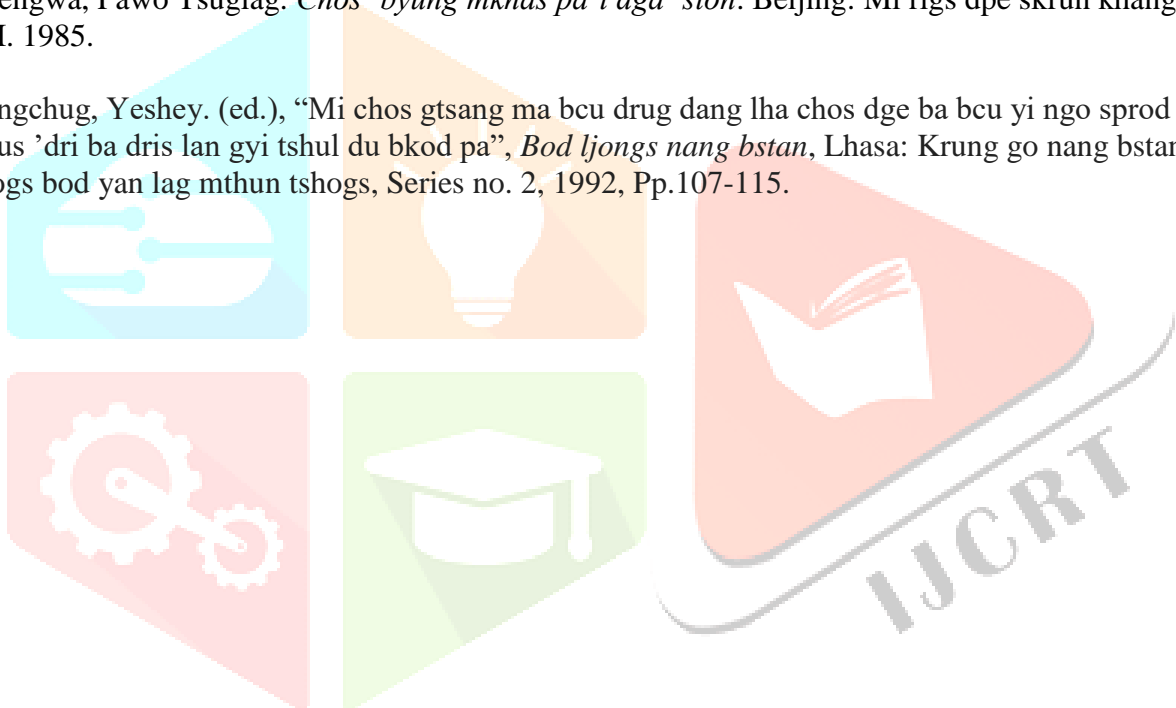 engwa, Pawo Tsuglag. Chos ’byung mkhas pa’i dga’ ston. Beijing: Mi rigs dpe skrun khang
I. 1985.
ngchug, Yeshey. (ed.), “Mi chos gtsang ma bcu drug dang lha chos dge ba bcu yi ngo sprod
us ’dri ba dris lan gyi tshul du bkod pa”, Bod ljongs nang bstan, Lhasa: Krung go nang bstan
ogs bod yan lag mthun tshogs, Series no. 2, 1992, Pp.107-115.
IJCRT